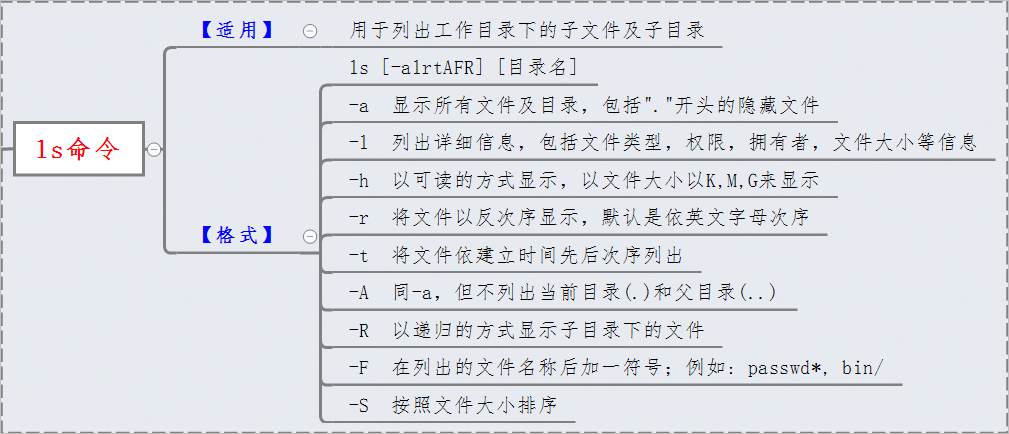 ls命令
【适用】
用于列出工作目录下的子文件及子目录
【格式】
ls [-alrtAFR] [目录名]
-a 显示所有文件及目录，包括"."开头的隐藏文件
-l 列出详细信息，包括文件类型，权限，拥有者，文件大小等信息
-h 以可读的方式显示，以文件大小以K,M,G来显示
-r 将文件以反次序显示，默认是依英文字母次序
-t 将文件依建立时间先后次序列出
-A 同-a，但不列出当前目录(.)和父目录(..)
-R 以递归的方式显示子目录下的文件
-F 在列出的文件名称后加一符号；例如：passwd*, bin/
-S 按照文件大小排序